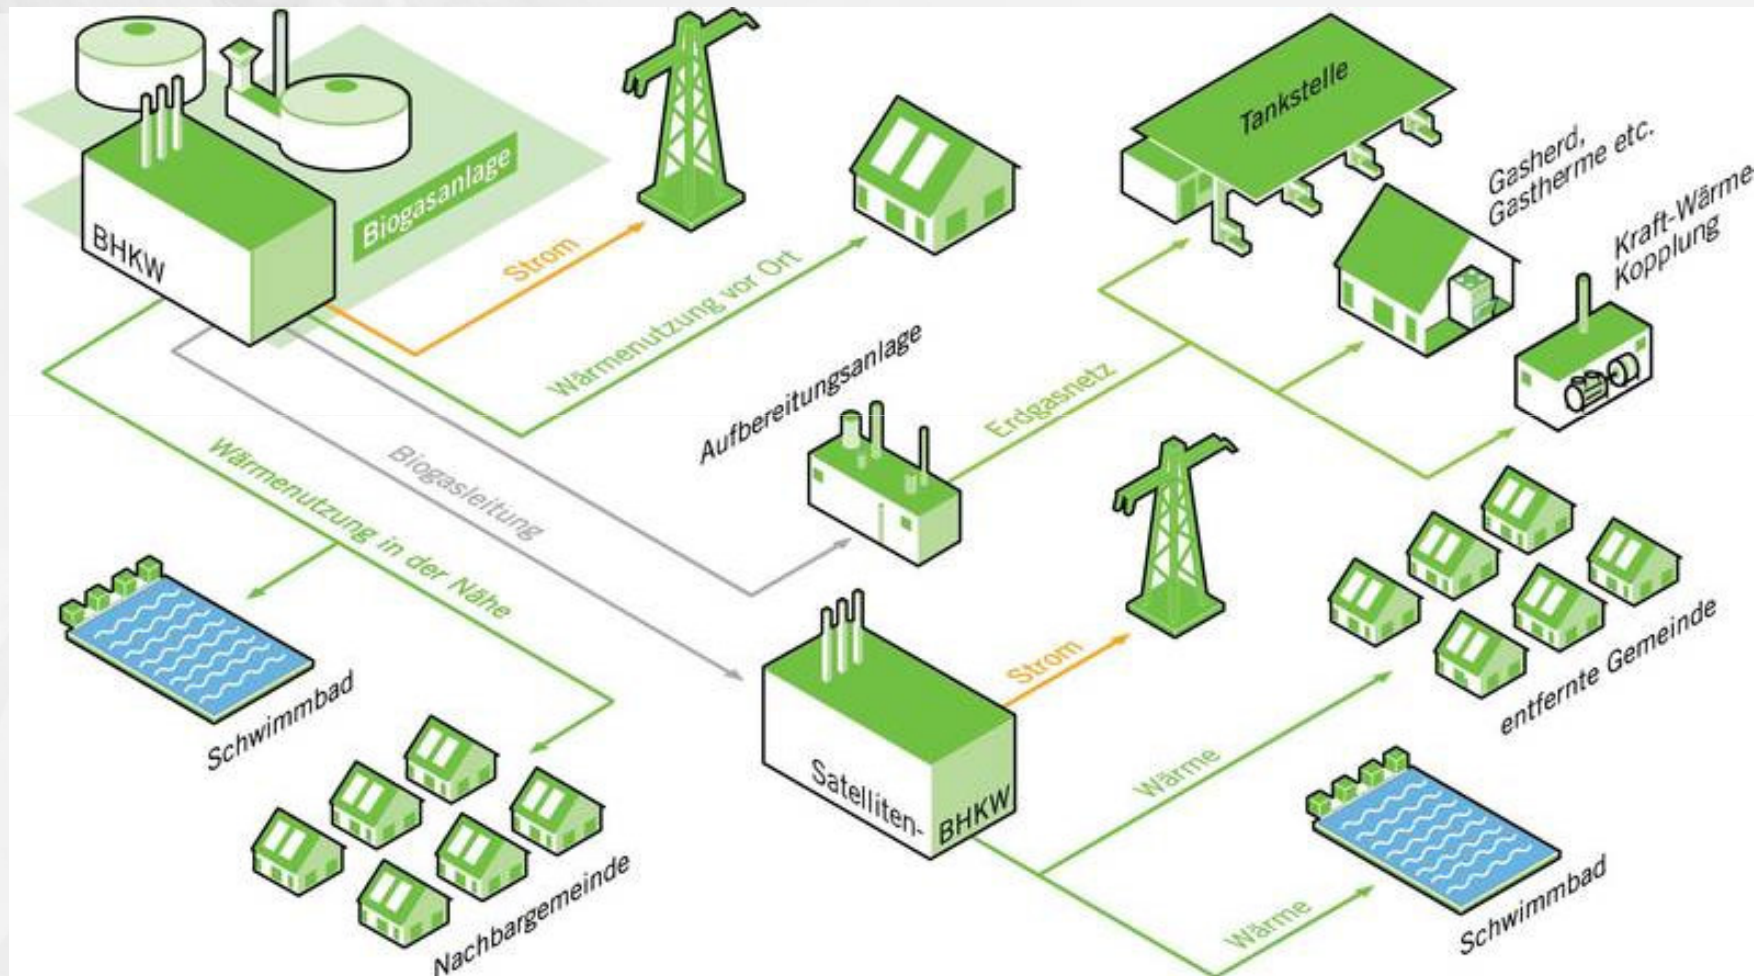 BHKW
Biogasanlage
Strom
Wärmenutzung vor Ort
Tankstelle
Gasherd,
Gastherme etc.
Kraft-Wärme-
Kopplung
Aufbereitungsanlage
Erdgasnetz
Wärmenutzung in der Nähe
Biogasleitung
Schwimmbad
Nachbargemeinde
Satelliten-
BHKW
Strom
Wärme
Wärme
entfernte Gemeinde
Schwimmbad